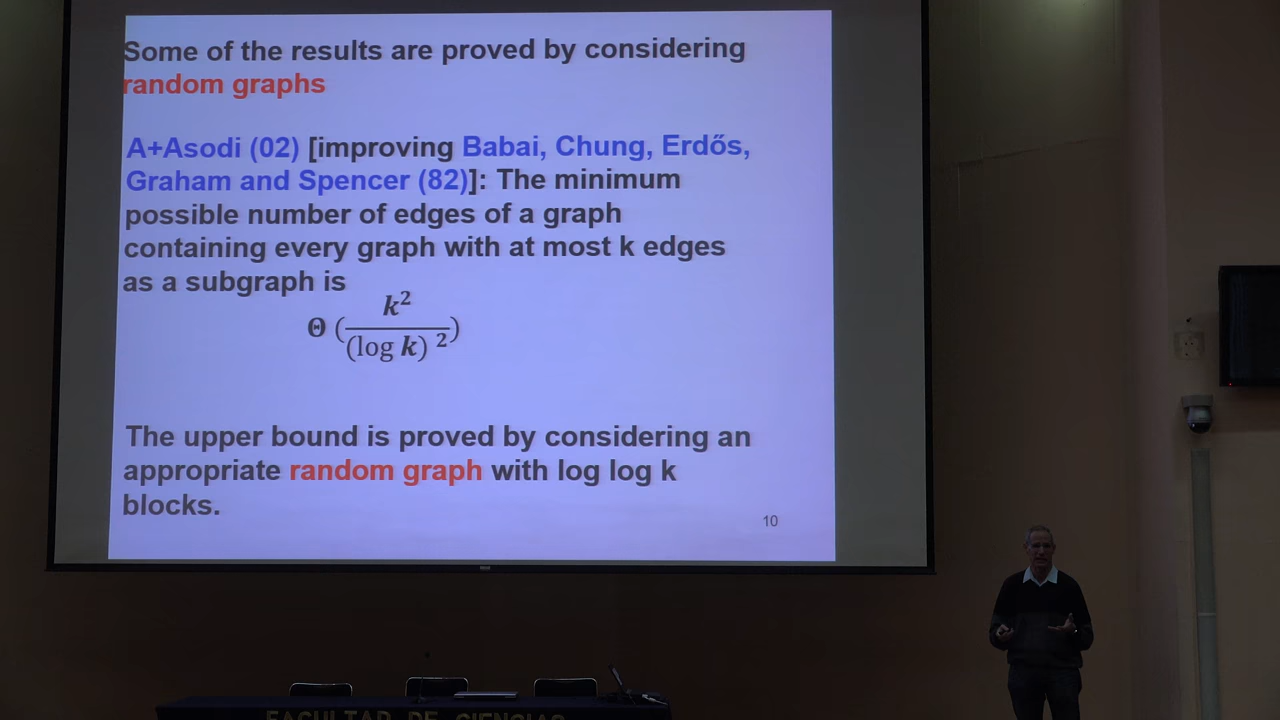 Some of the results are proved by considering
random graphs
A+Asodi (02) [improving Babai, Chung, Erdős,
Graham and Spencer (82)]: The minimum
possible number of edges of a graph
containing every graph with at most k edges
as a subgraph is
Θ (k² / (log k)²)
The upper bound is proved by considering an
appropriate random graph with log log k
blocks.
10
FACULTAD DE CIENCIAS